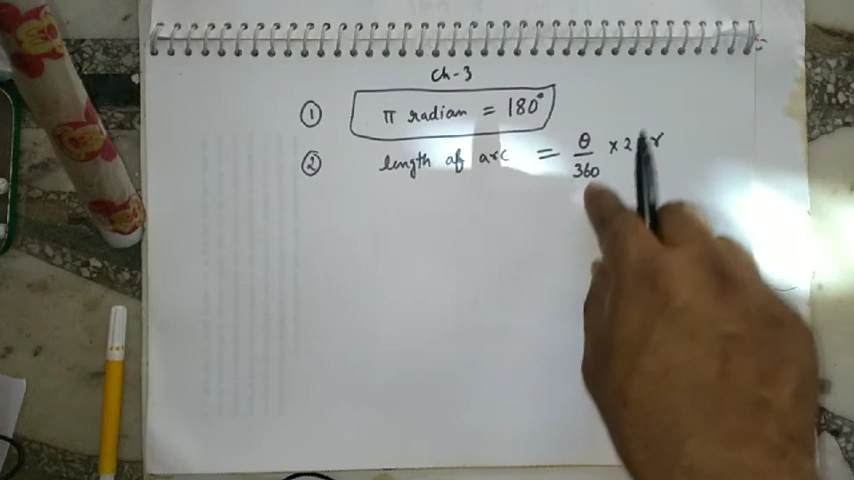 Ch-3
① π radian = 180°
② length of arc = θ/360 × 2 r